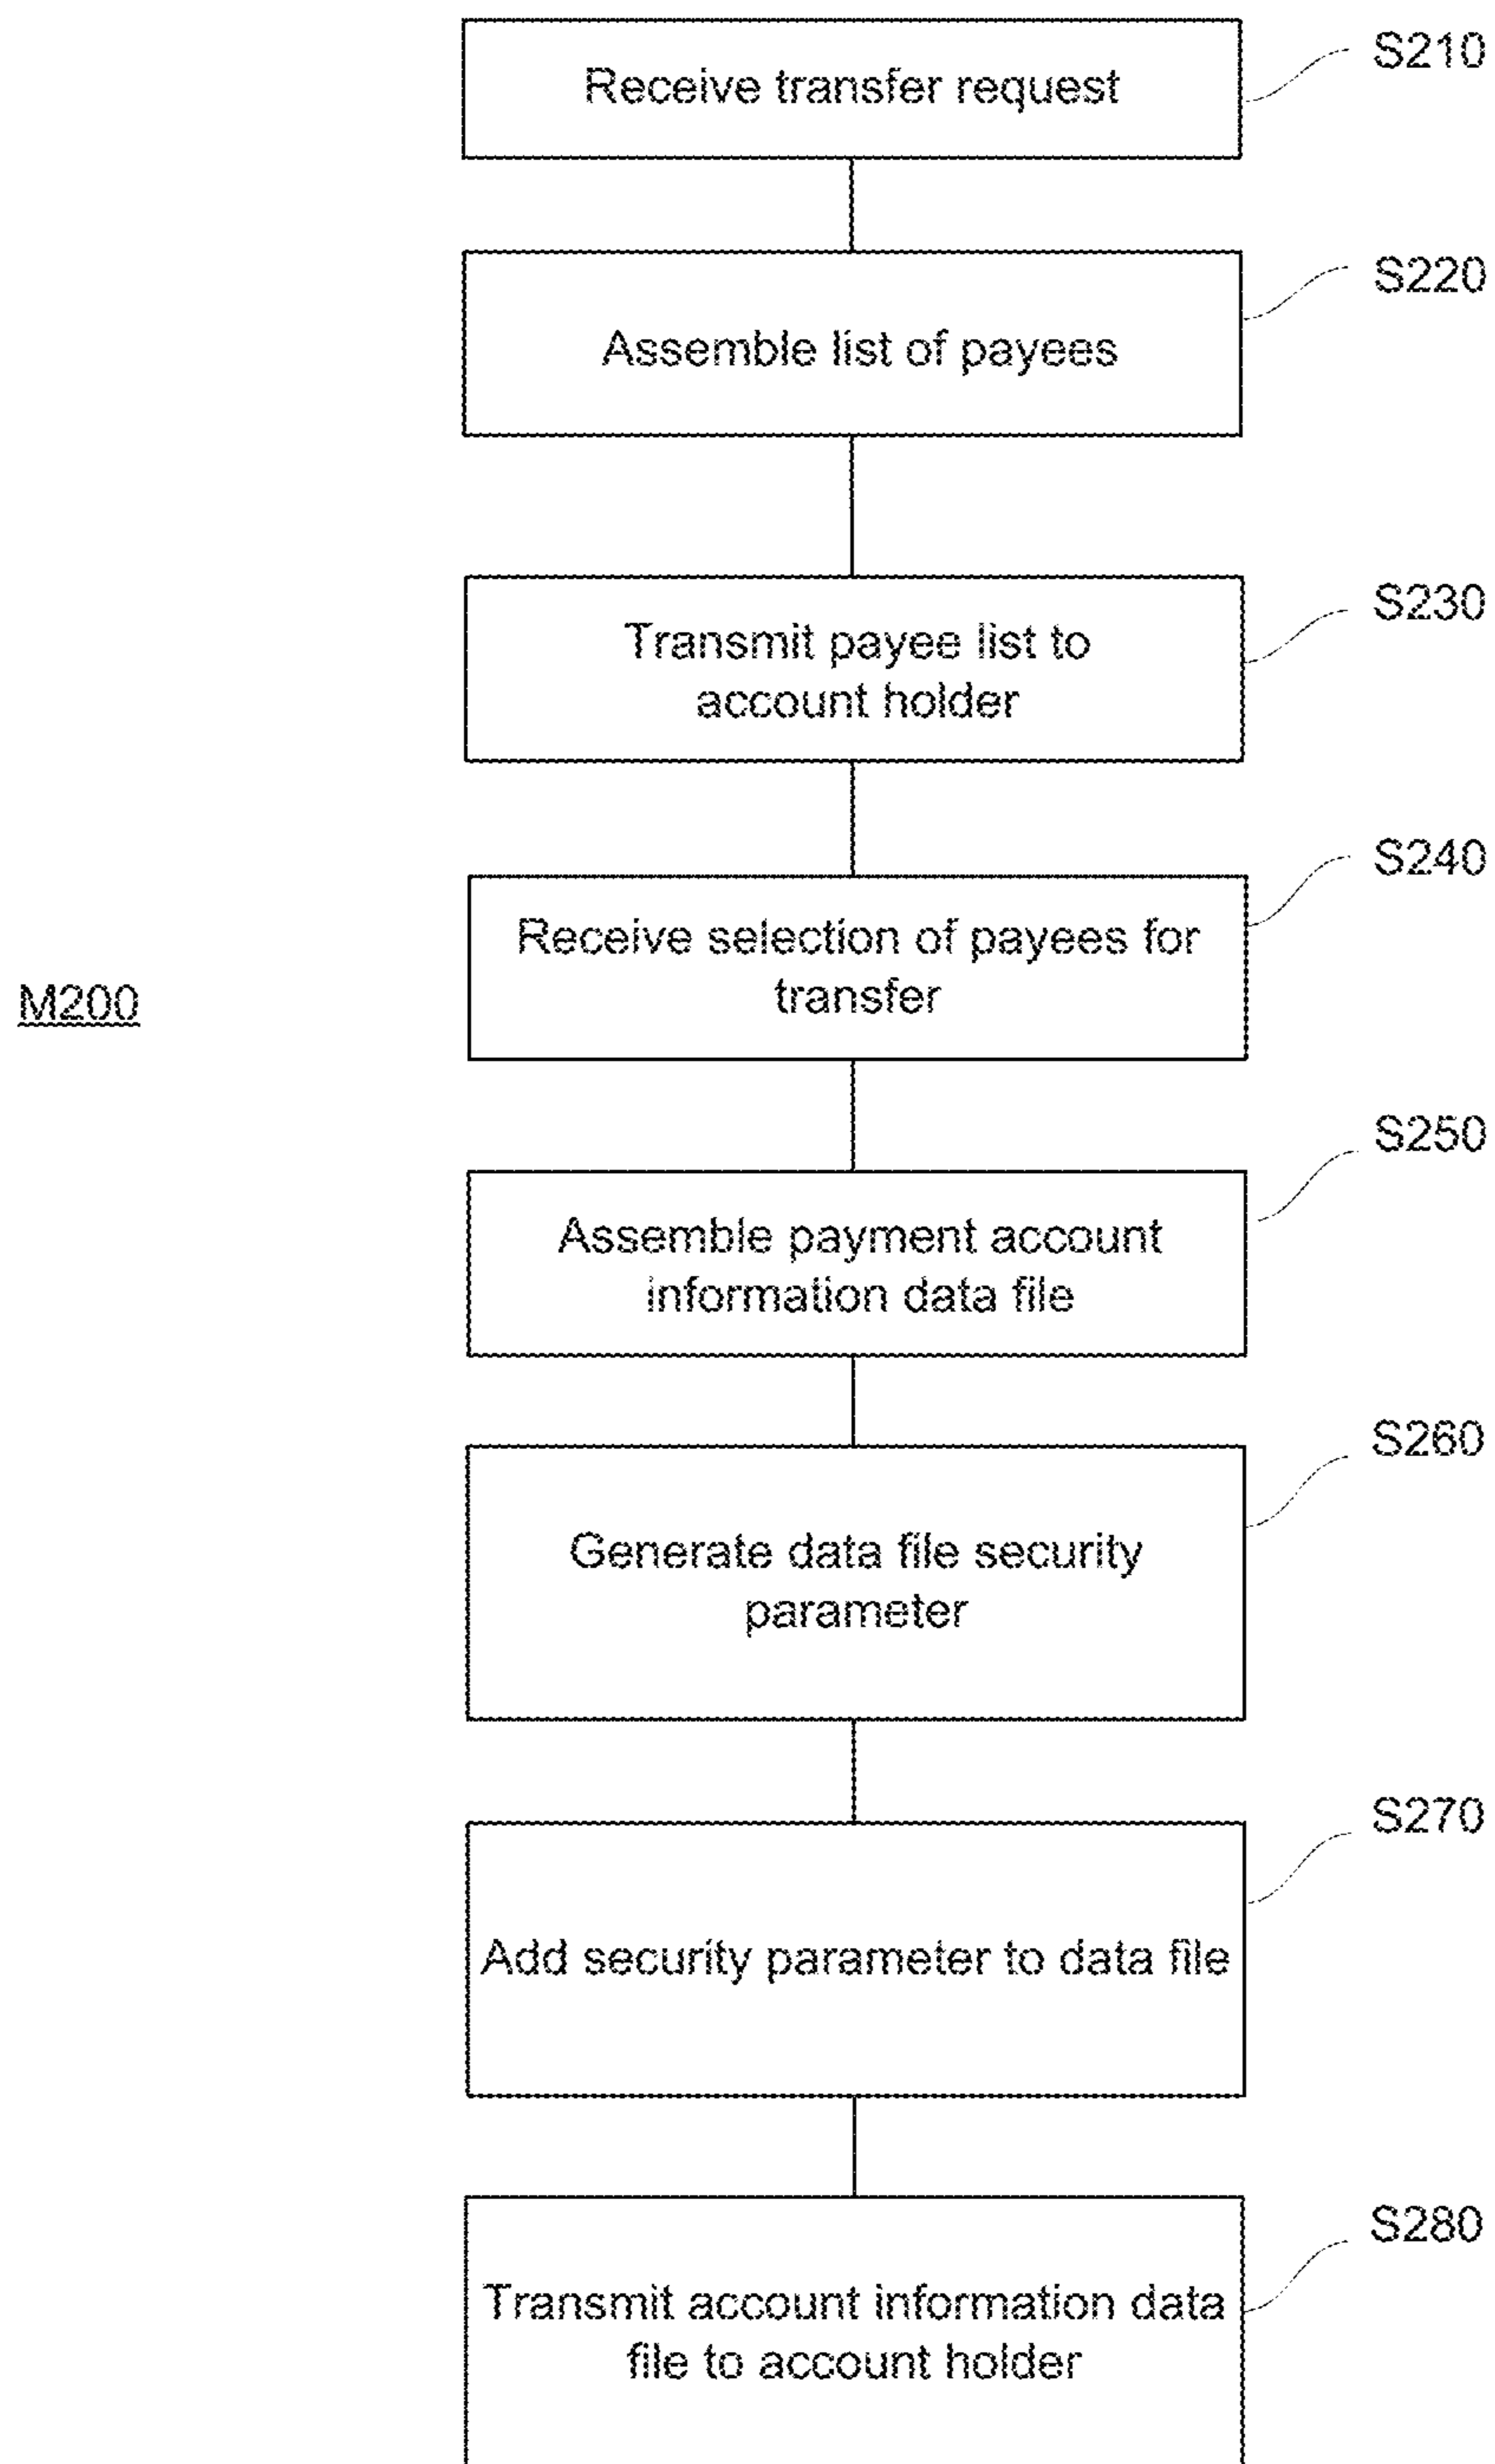 Receive transfer request
S210
Assemble list of payees
S220
Transmit payee list to
account holder
S230
Receive selection of payees for
transfer
S240
M200
Assemble payment account
information data file
S250
Generate data file security
parameter
S260
Add security parameter to data file
S270
Transmit account information data
file to account holder
S280